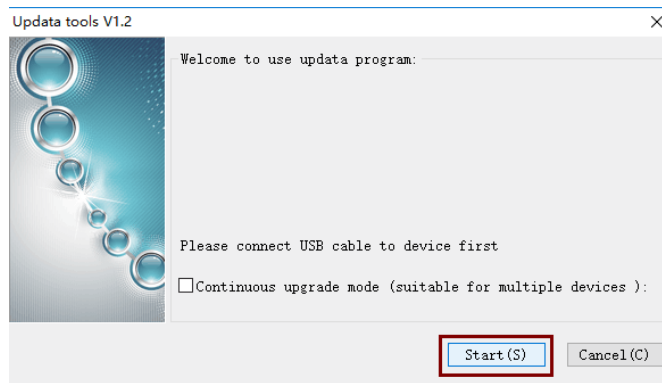 Updata tools V1.2
Welcome to use updata program:
Please connect USB cable to device first
Continuous upgrade mode (suitable for multiple devices ):
Start(S) Cancel(C)